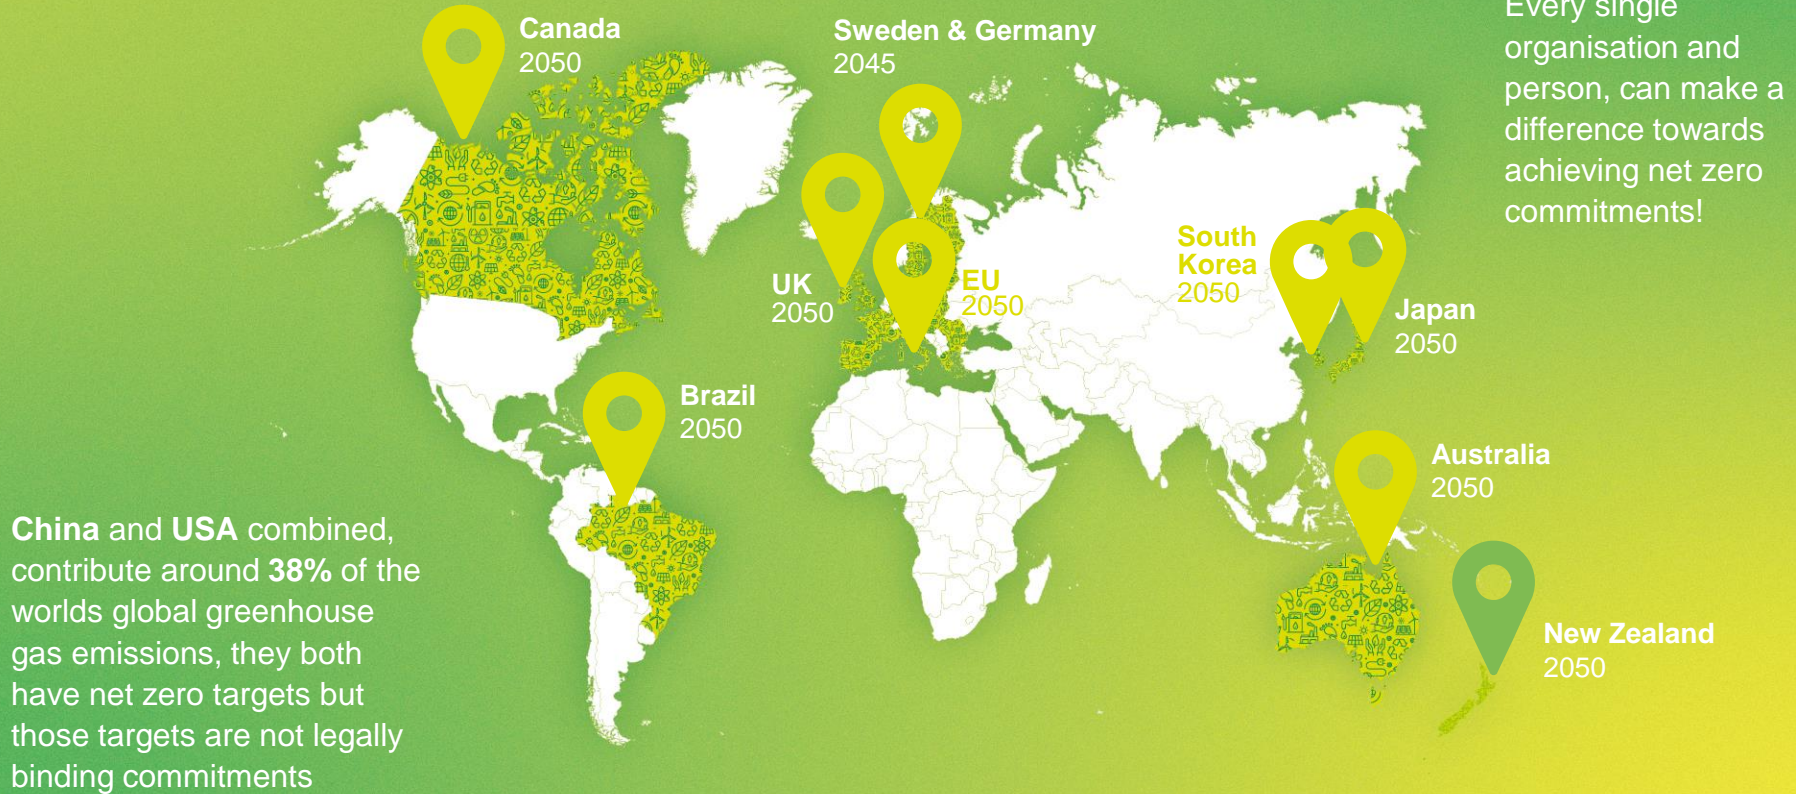 Canada
2050
Sweden & Germany
2045
Every single
organisation and
person, can make a
difference towards
achieving net zero
commitments!
UK
2050
EU
2050
South
Korea
2050
Japan
2050
Brazil
2050
Australia
2050
New Zealand
2050
China and USA combined,
contribute around 38% of the
worlds global greenhouse
gas emissions, they both
have net zero targets but
those targets are not legally
binding commitments